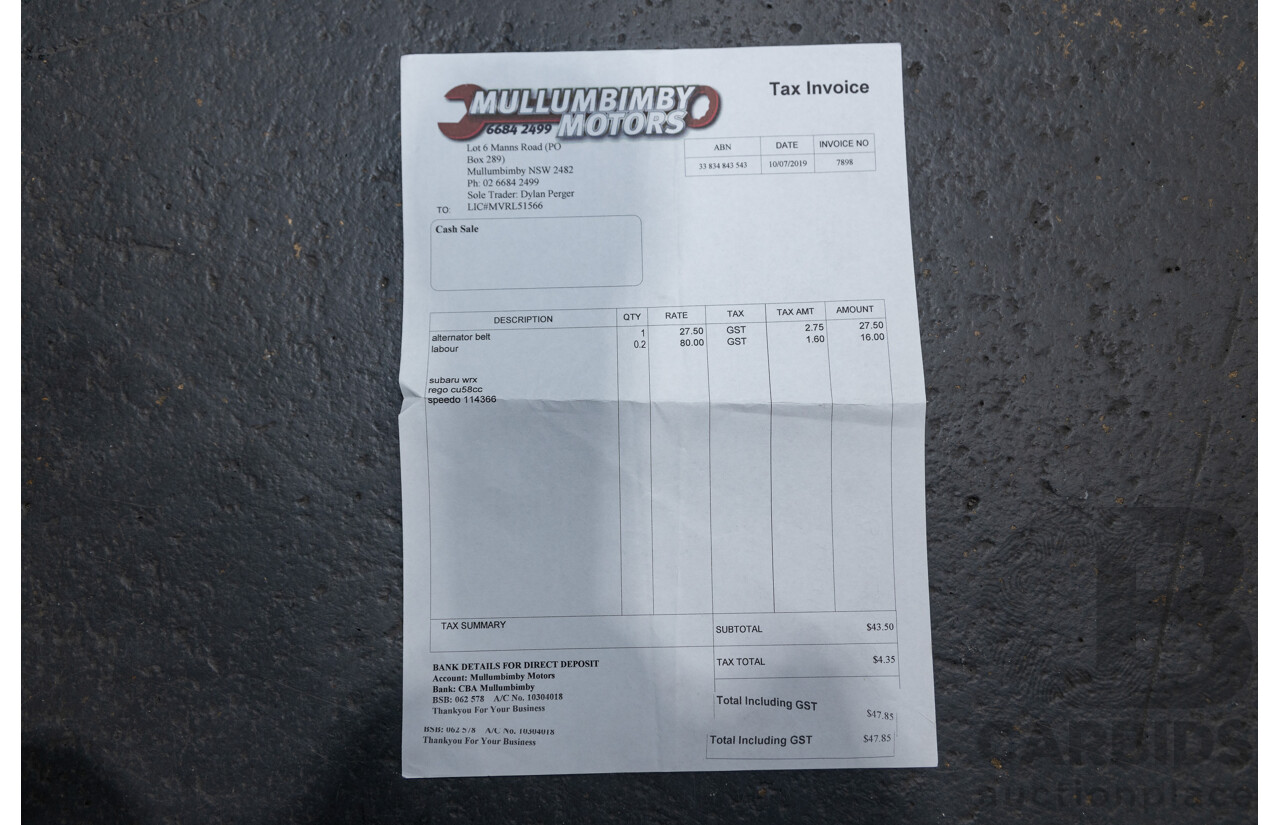 MULLUMBIMBY
6684 2499 MOTORS
Tax Invoice
Lot 6 Manns Road (PO
Box 289)
Mullumbimby NSW 2482
Ph: 02 6684 2499
Sole Trader: Dylan Perger
LIC#MVRL51566
ABN DATE INVOICE NO
33 834 843 543 10/07/2019 7898
TO:
Cash Sale
DESCRIPTION QTY RATE TAX TAX AMT AMOUNT
alternator belt 1 27.50 GST 2.75 27.50
labour 0.2 80.00 GST 1.60 16.00
subaru wrx
rego cu58cc
speedo 114366
TAX SUMMARY
SUBTOTAL $43.50
TAX TOTAL $4.35
Total Including GST $47.85
BANK DETAILS FOR DIRECT DEPOSIT
Account: Mullumbimby Motors
Bank: CBA Mullumbimby
BSB: 062 578 A/C No. 10304018
Thankyou For Your Business
BSB: 062 578 A/C No. 10304018
Thankyou For Your Business
Total Including GST $47.85
CARBIDS
auctionplace